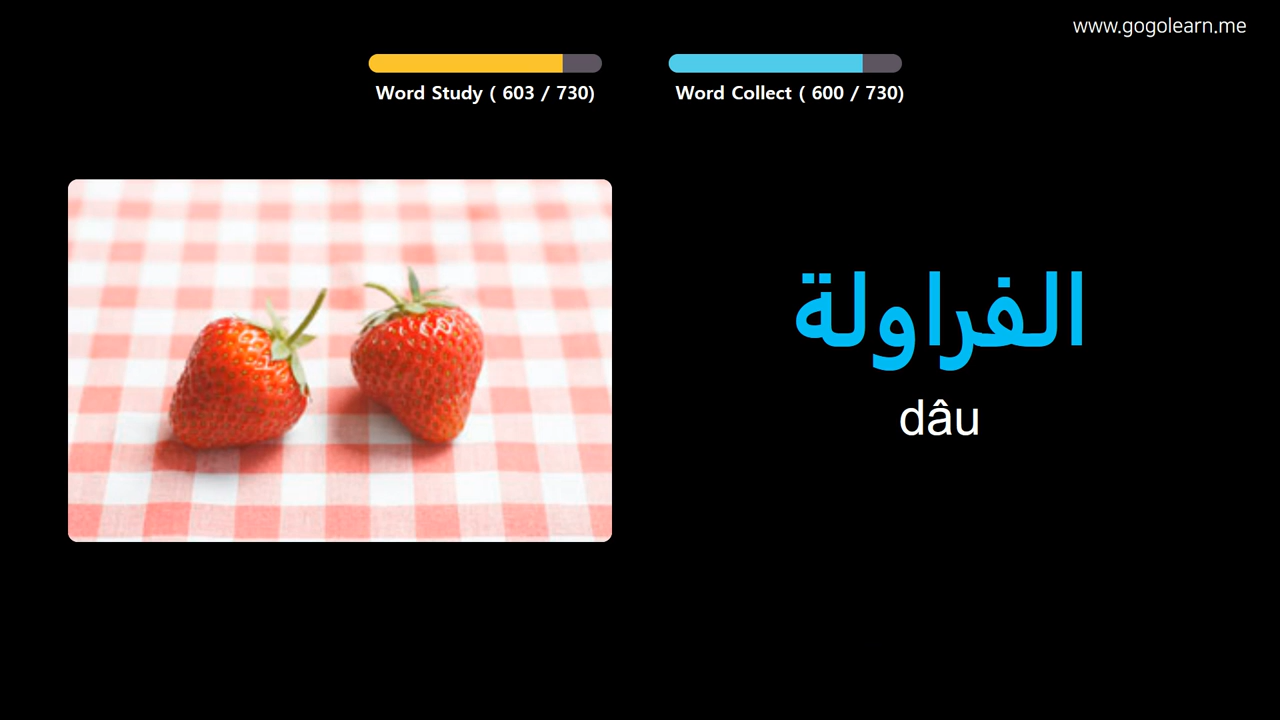 www.gogolearn.me
Word Study ( 603 / 730)
Word Collect ( 600 / 730)
الفراولة
dâu